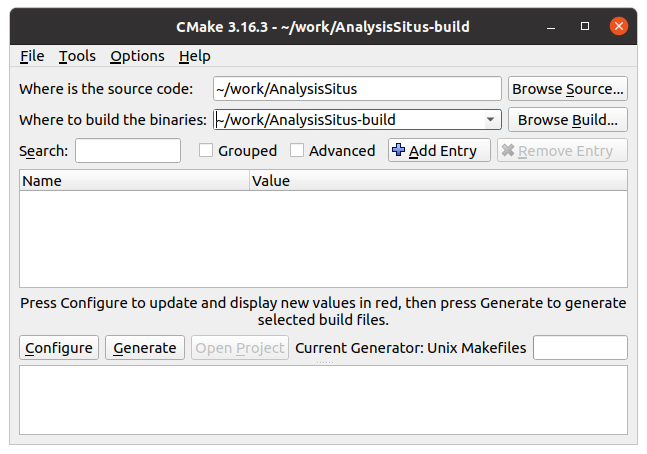 CMake 3.16.3 - ~/work/AnalysisSitus-build
File Tools Options Help
Where is the source code: ~/work/AnalysisSitus Browse Source...
Where to build the binaries: ~/work/AnalysisSitus-build Browse Build...
Search: Grouped Advanced Add Entry Remove Entry
Name Value
Press Configure to update and display new values in red, then press Generate to generate
selected build files.
Configure Generate Open Project Current Generator: Unix Makefiles